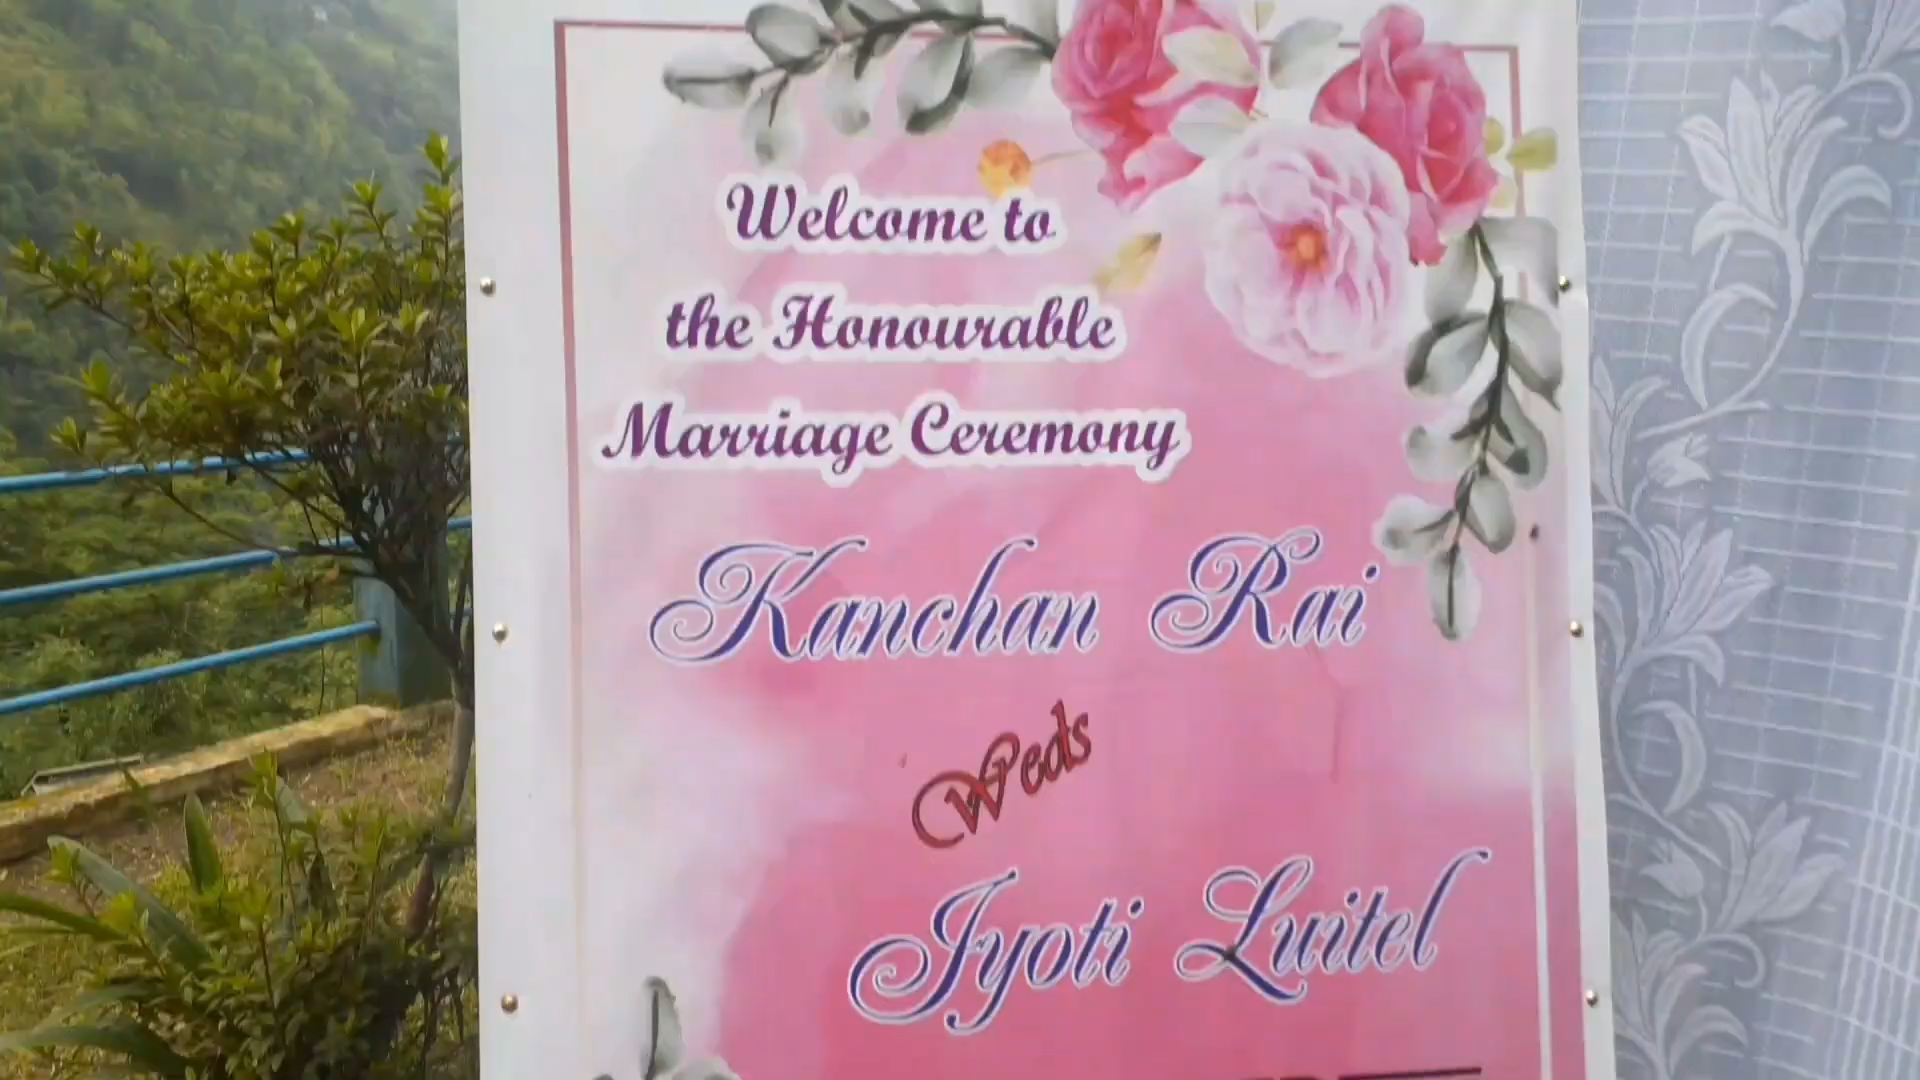 Welcome to
the Honourable
Marriage Ceremony
Kanchan Rai
Weds
Jyoti Luitel